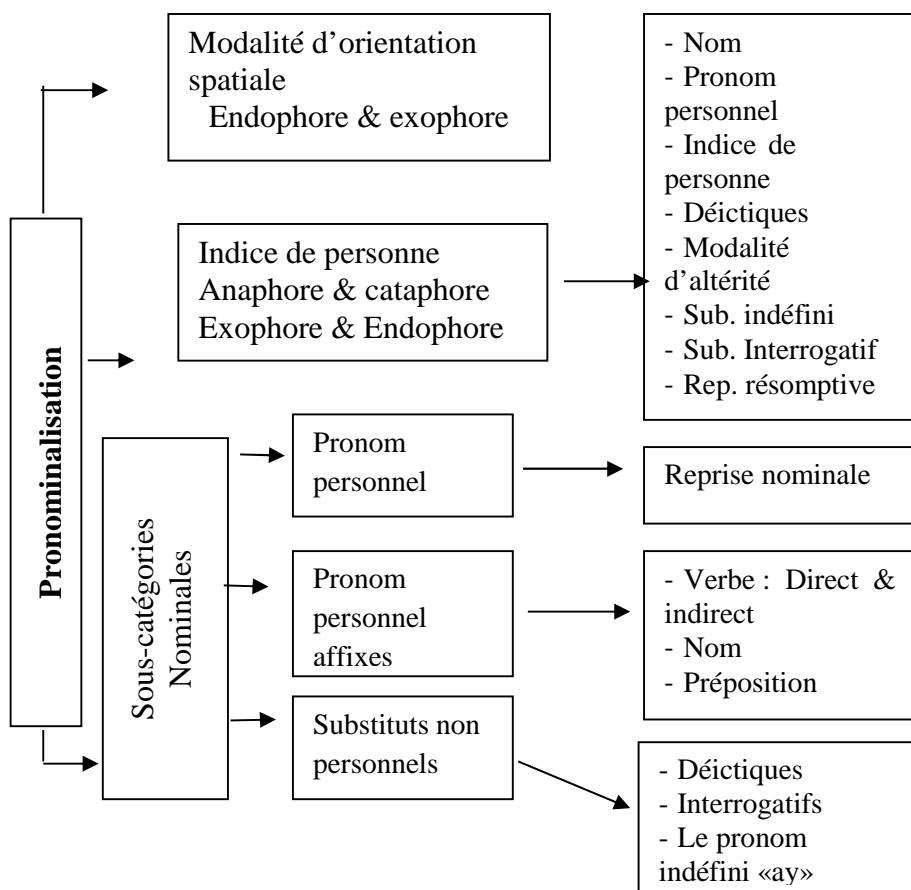 Modalité d’orientation
spatiale
Endophore & exophore
- Nom
- Pronom
personnel
- Indice de
personne
- Déictiques
- Modalité
d’altérité
- Sub. indéfini
- Sub. Interrogatif
- Rep. résomptive
Indice de personne
Anaphore & cataphore
Exophore & Endophore
Pronominalisation
Sous-catégories
Nominales
Pronom
personnel
Reprise nominale
Pronom
personnel
affixes
- Verbe : Direct &
indirect
- Nom
- Préposition
Substituts non
personnels
- Déictiques
- Interrogatifs
- Le pronom
indéfini «ay»